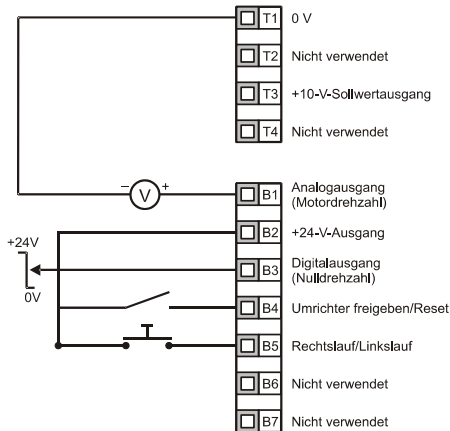 T1 0 V
T2 Nicht verwendet
T3 +10-V-Sollwertausgang
T4 Nicht verwendet
– V +
B1 Analogausgang
(Motordrehzahl)
B2 +24-V-Ausgang
+24V
B3 Digitalausgang
(Nulldrehzahl)
0V
B4 Umrichter freigeben/Reset
B5 Rechtslauf/Linkslauf
B6 Nicht verwendet
B7 Nicht verwendet